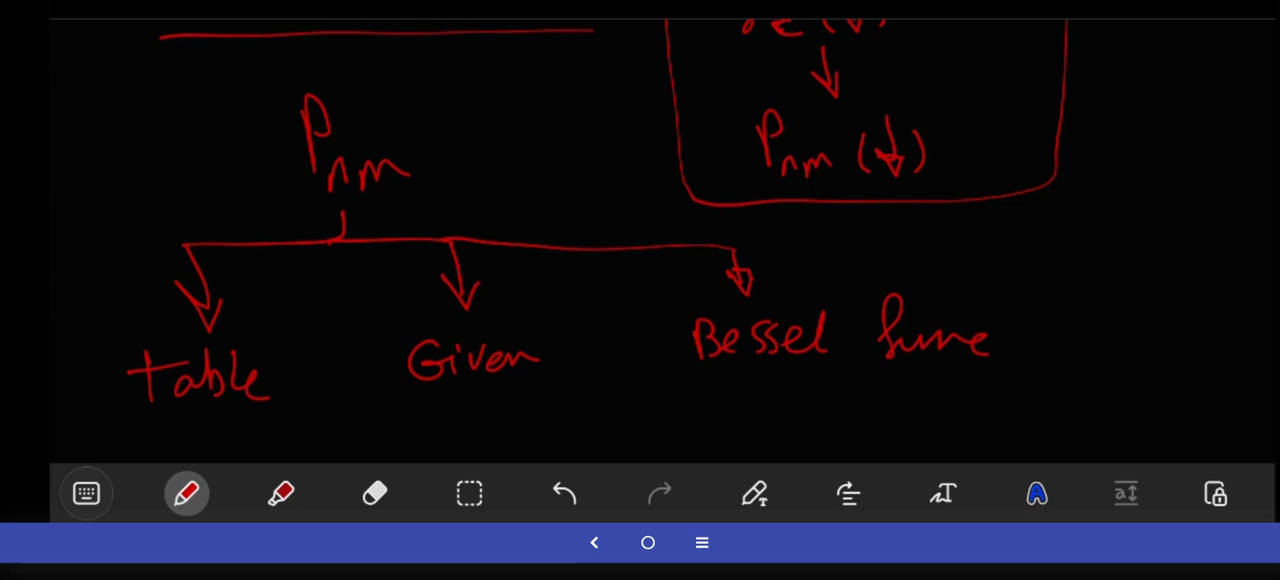 Pnm
Pnm (↓)
table
Given
Bessel func